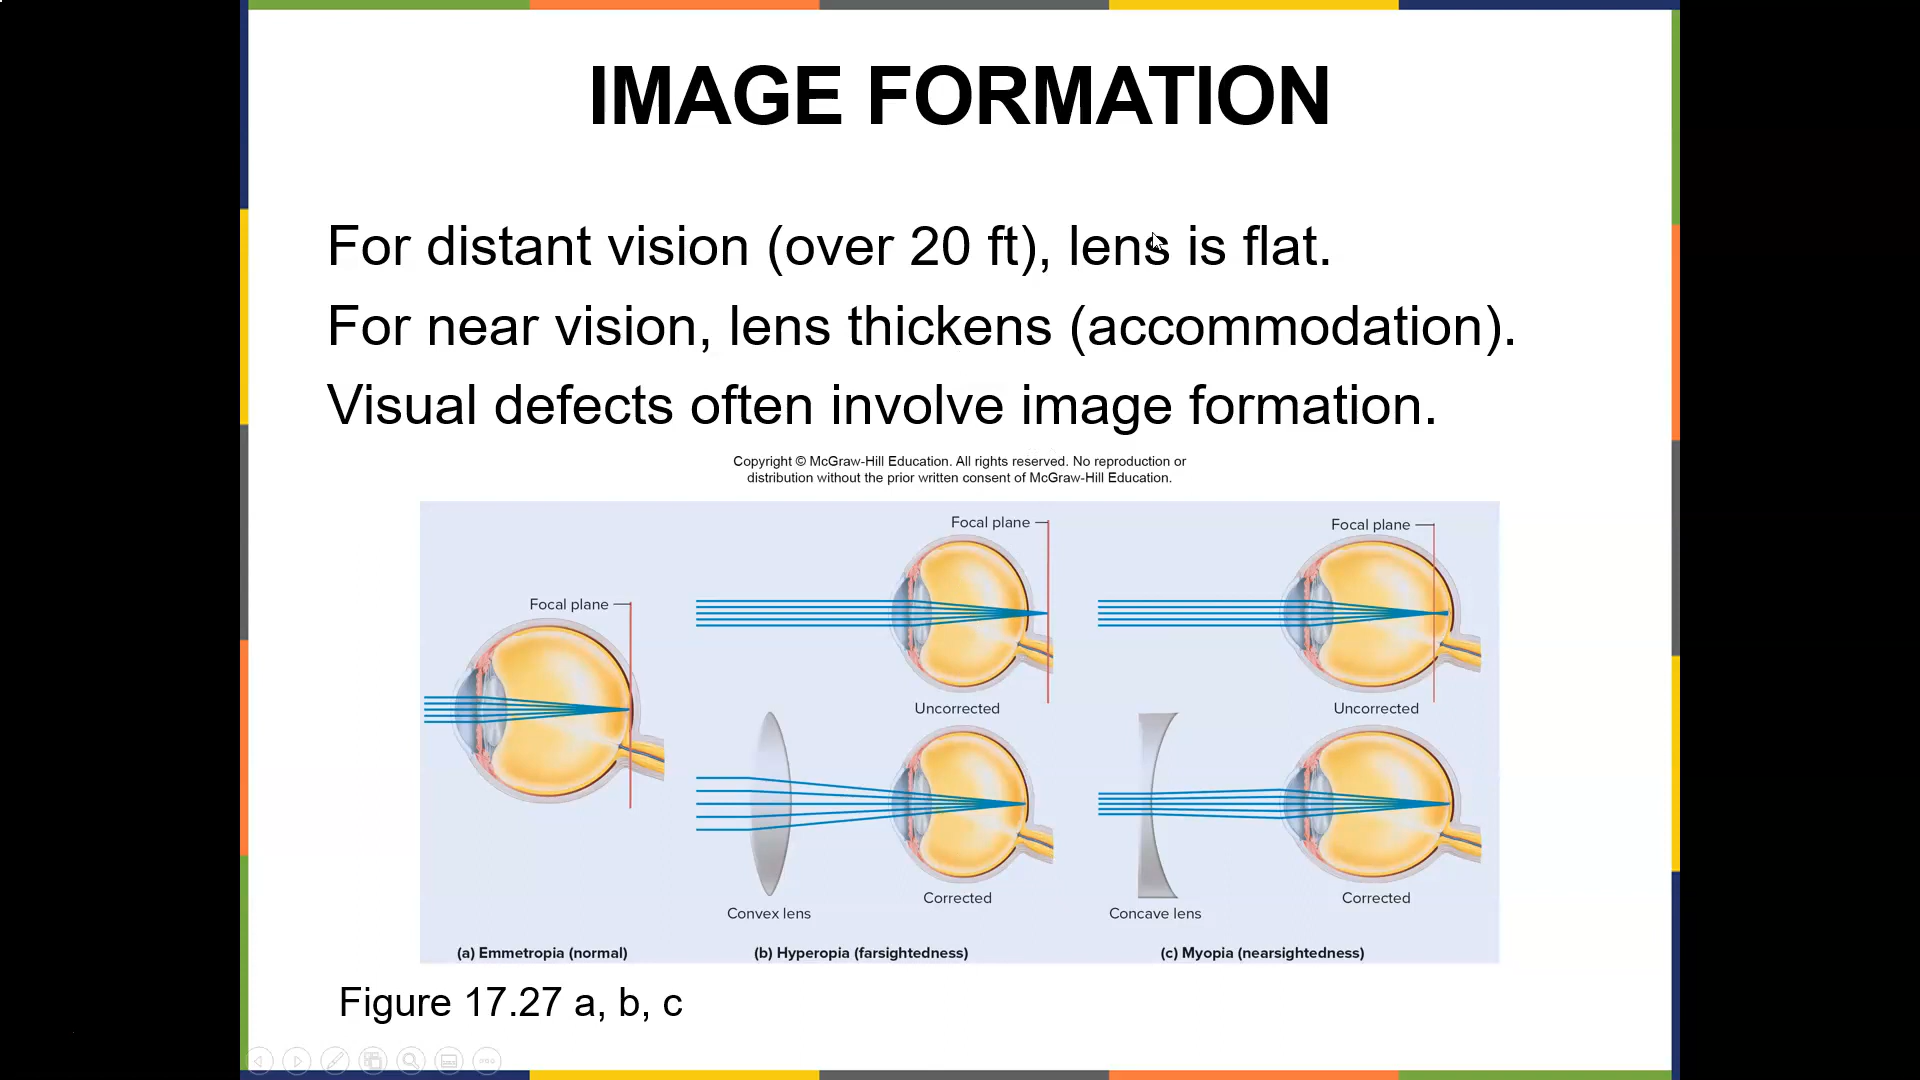 IMAGE FORMATION
For distant vision (over 20 ft), lens is flat.
For near vision, lens thickens (accommodation).
Visual defects often involve image formation.
Copyright © McGraw-Hill Education. All rights reserved. No reproduction or
distribution without the prior written consent of McGraw-Hill Education.
Focal plane
Focal plane
Focal plane
Uncorrected
Uncorrected
Corrected
Corrected
Convex lens
Concave lens
(a) Emmetropia (normal)
(b) Hyperopia (farsightedness)
(c) Myopia (nearsightedness)
Figure 17.27 a, b, c